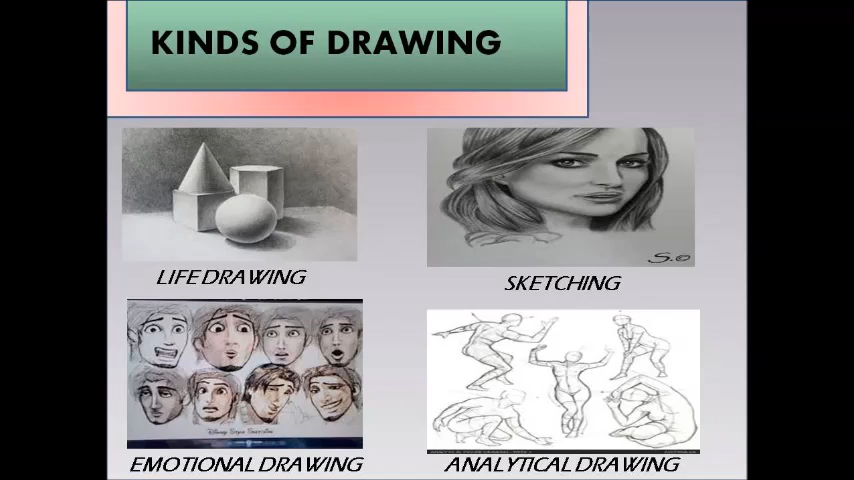 KINDS OF DRAWING
S.©
LIFE DRAWING
SKETCHING
EMOTIONAL DRAWING
ANALYTICAL DRAWING